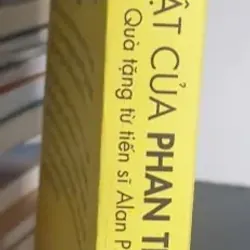 ẬT CỦA PHAN T
Quà tặng từ tiến sĩ Alan P